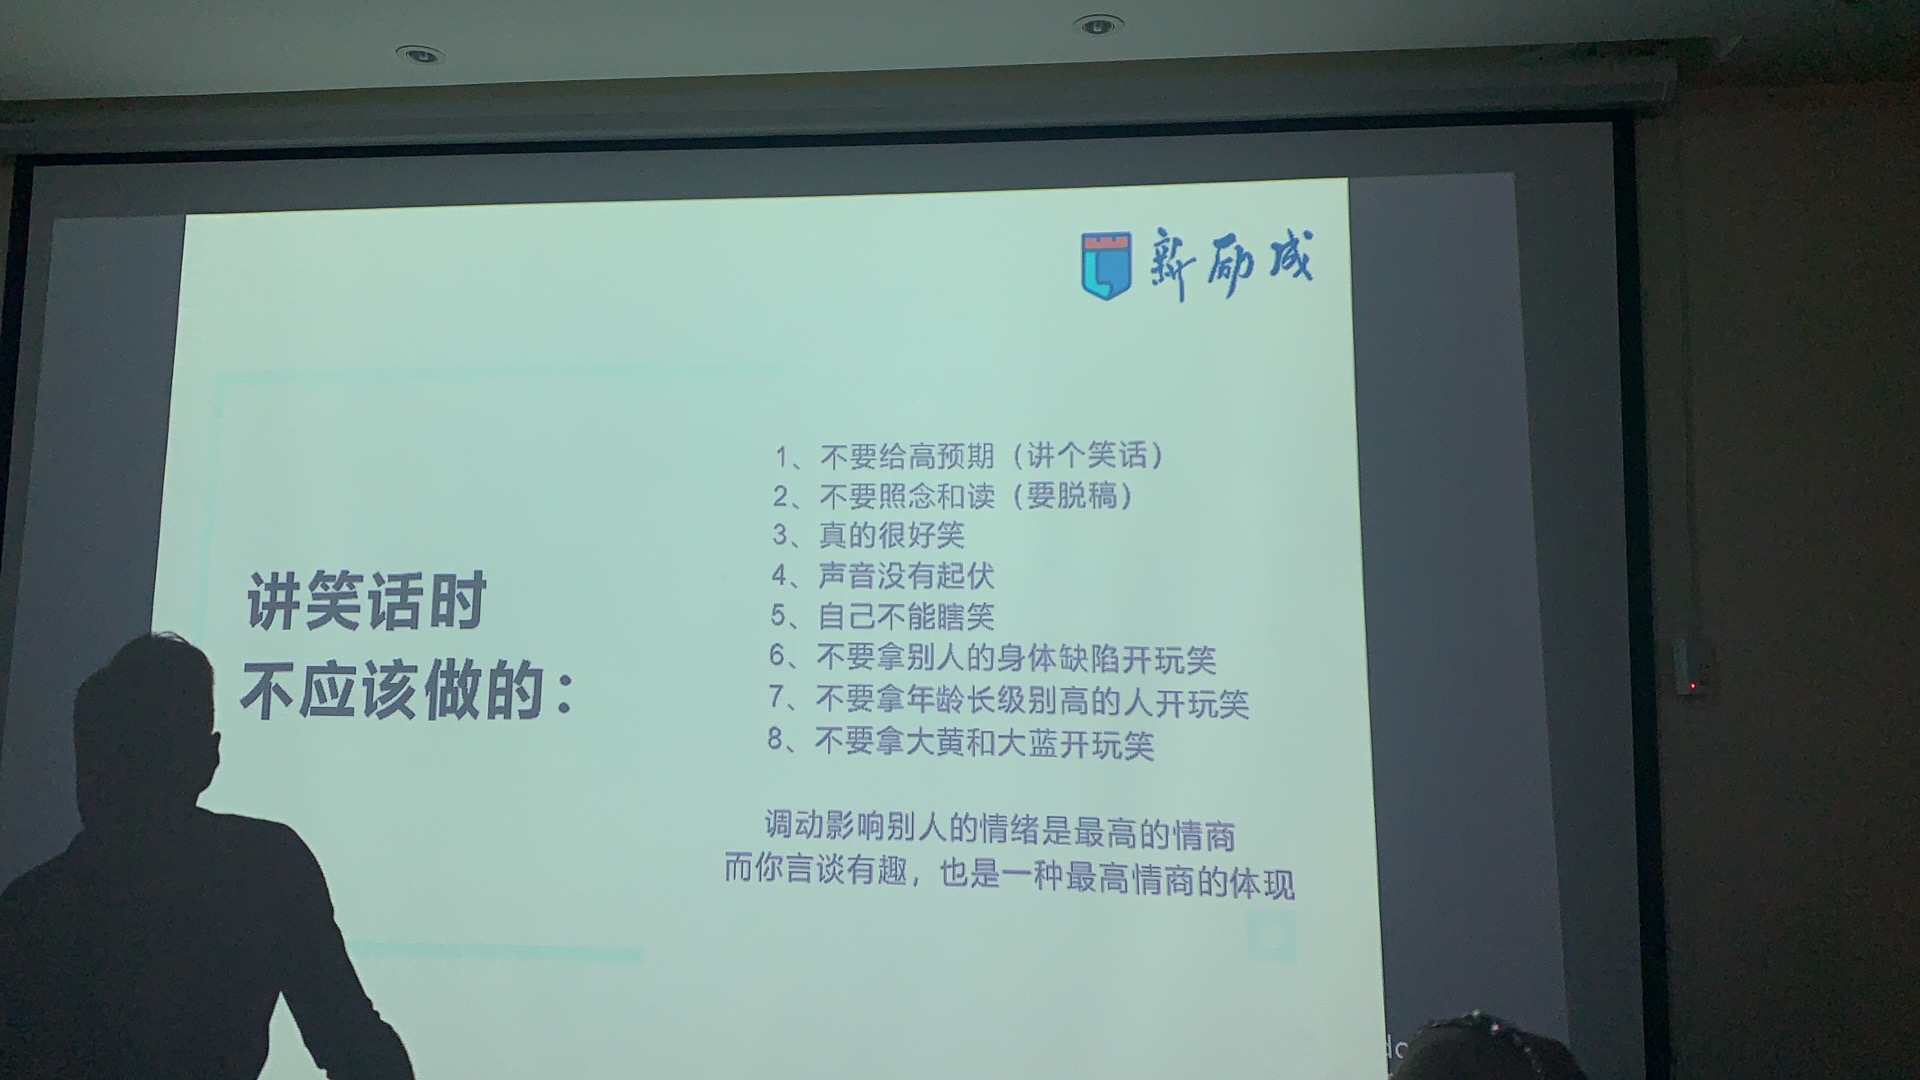 新励成
讲笑话时
不应该做的：
1、不要给高预期（讲个笑话）
2、不要照念和读（要脱稿）
3、真的很好笑
4、声音没有起伏
5、自己不能瞎笑
6、不要拿别人的身体缺陷开玩笑
7、不要拿年龄长级别高的人开玩笑
8、不要拿大黄和大蓝开玩笑
调动影响别人的情绪是最高的情商
而你言谈有趣，也是一种最高情商的体现